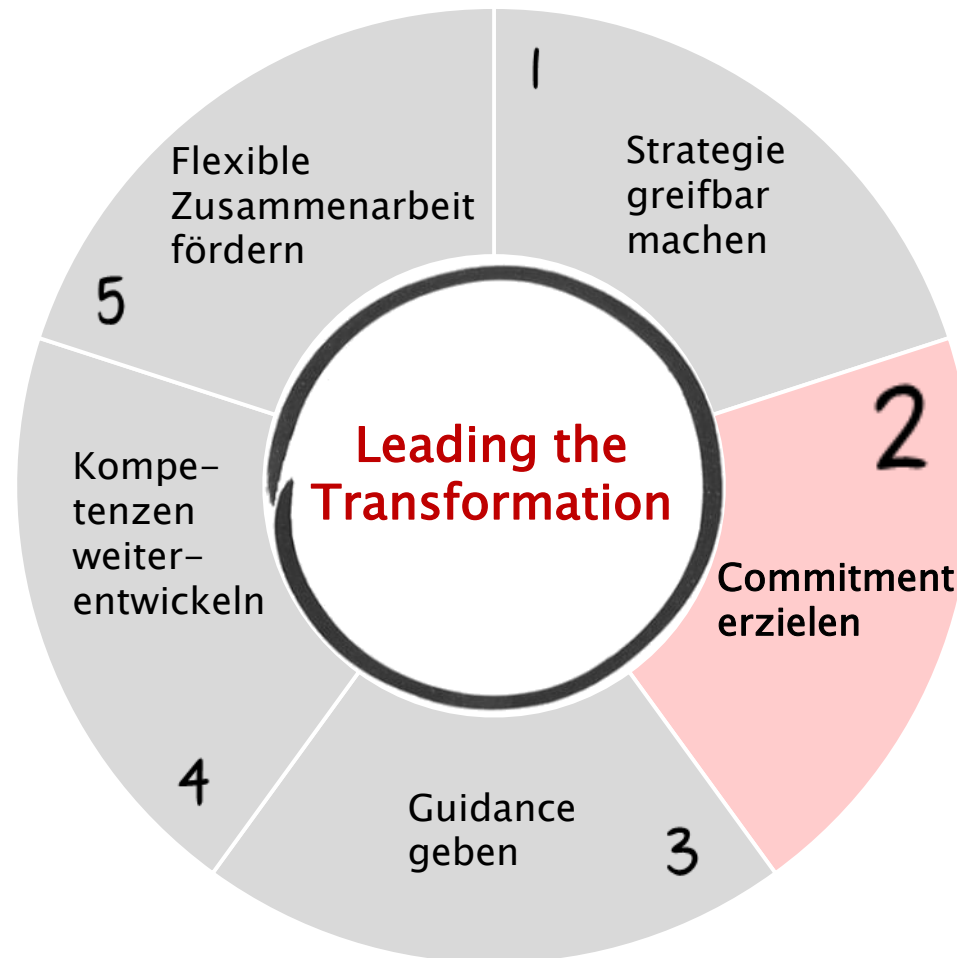 Leading the
Transformation
1
Strategie
greifbar
machen
2
Commitment
erzielen
Guidance
geben
3
Kompe-
tenzen
weiter-
entwickeln
4
Flexible
Zusammenarbeit
fördern
5